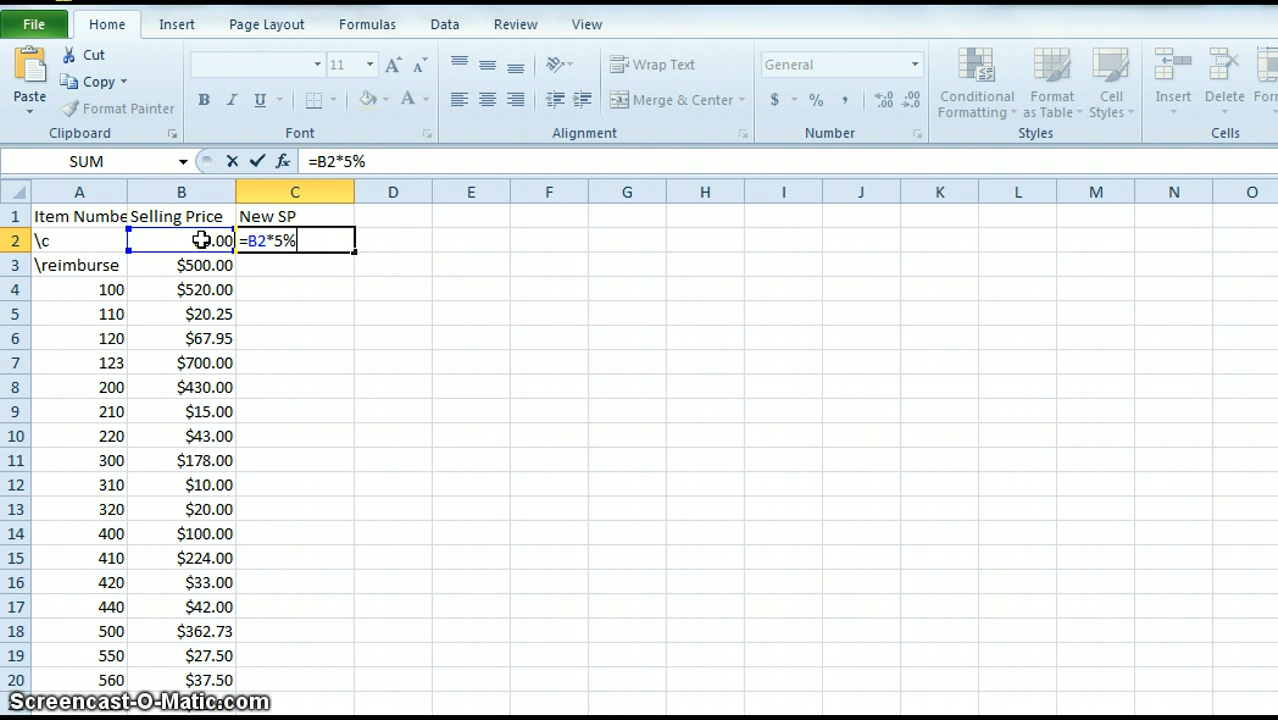 File Home Insert Page Layout Formulas Data Review View
Cut
Copy
Format Painter
Paste
11
Wrap Text
Merge & Center
General
$ % ,
B I U
Conditional Formatting
Format as Table
Cell Styles
Insert Delete
Clipboard Font Alignment Number Styles Cells
SUM fx =B2*5%
A B C D E F G H I J K L M N O
1 Item Numbe Selling Price New SP
2 \c .00 =B2*5%
3 \reimburse $500.00
4 100 $520.00
5 110 $20.25
6 120 $67.95
7 123 $700.00
8 200 $430.00
9 210 $15.00
10 220 $43.00
11 300 $178.00
12 310 $10.00
13 320 $20.00
14 400 $100.00
15 410 $224.00
16 420 $33.00
17 440 $42.00
18 500 $362.73
19 550 $27.50
20 560 $37.50
Screencast-O-Matic.com